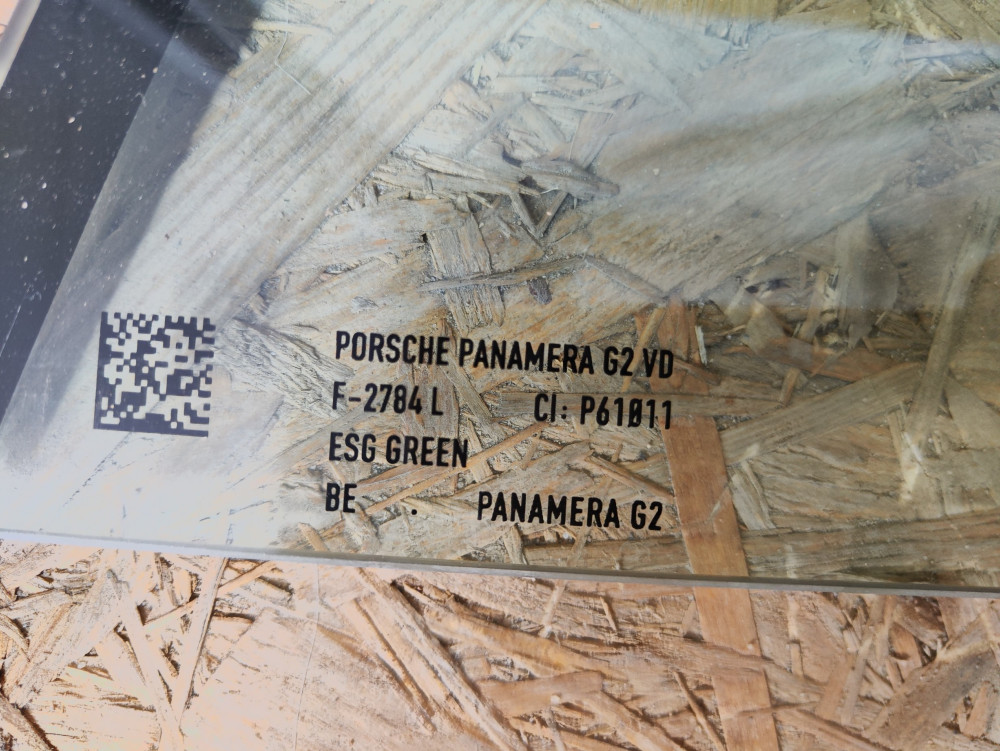 PORSCHE PANAMERA G2 VD
F-2784 L CI: P61011
ESG GREEN
BE . PANAMERA G2